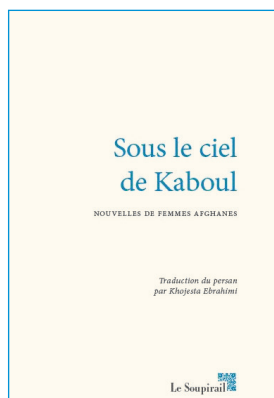 Sous le ciel
de Kaboul
NOUVELLES DE FEMMES AFGHANES
Traduction du persan
par Khojesta Ebrahimi
Le Soupirail